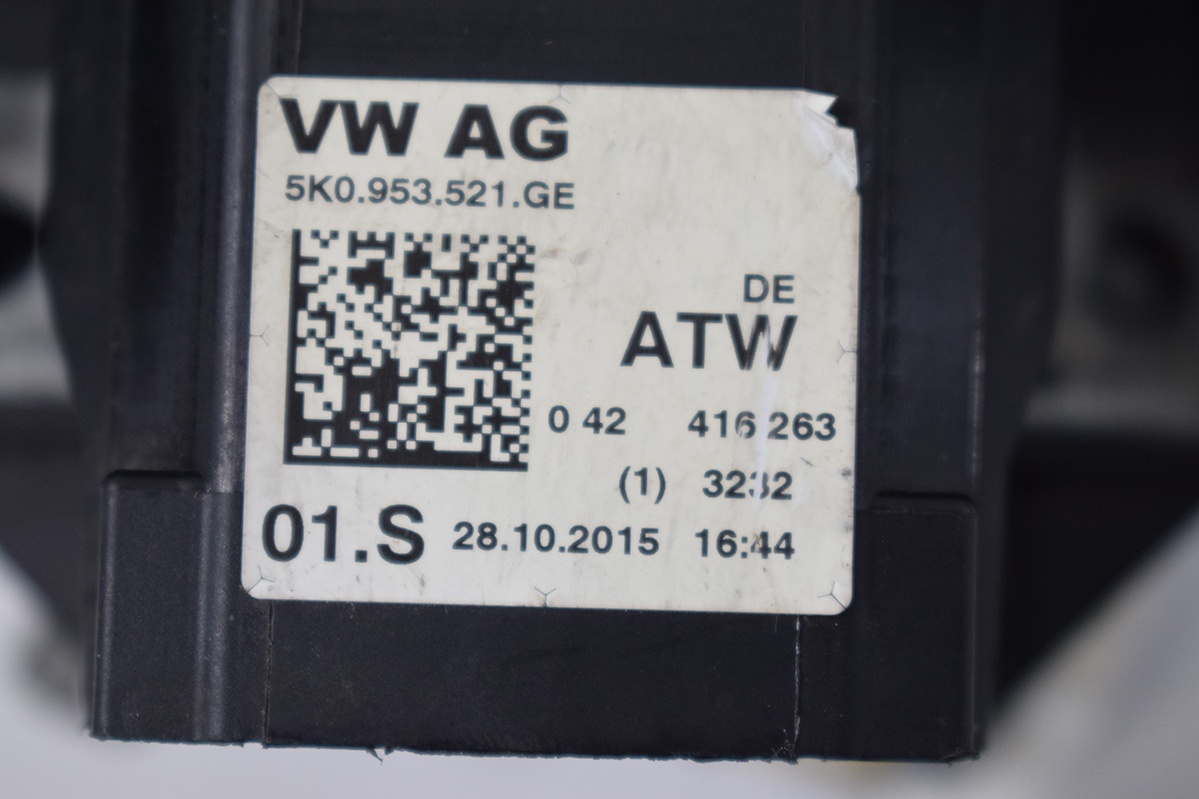 VW AG
5K0.953.521.GE
DE
ATW
0 42 416 263
(1) 3232
01.S 28.10.2015 16:44